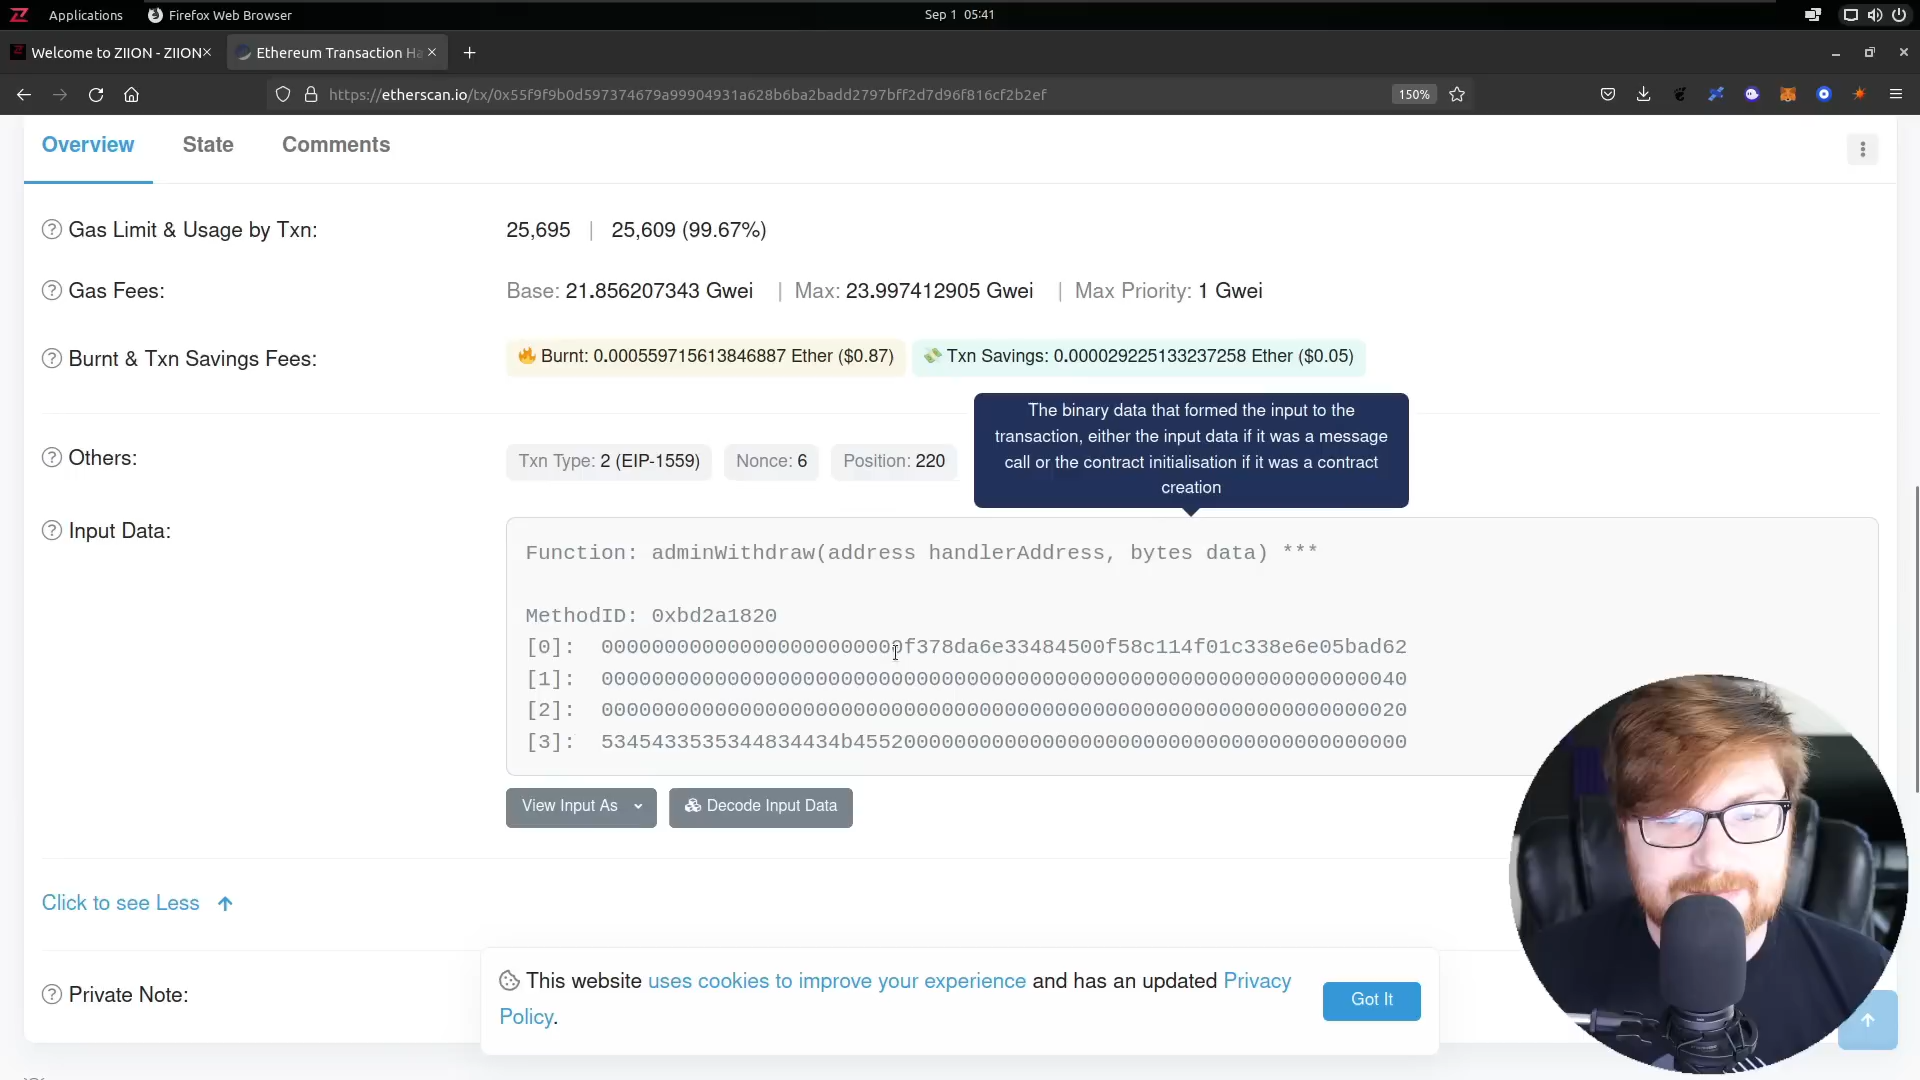 Applications
Firefox Web Browser
Sep 1 05:41
Welcome to ZIION - ZIION
Ethereum Transaction Ha
https://etherscan.io/tx/0x55f9f9b0d597374679a99904931a628b6ba2badd2797bff2d7d96f816cf2b2ef
150%
Overview
State
Comments
Gas Limit & Usage by Txn:
25,695 | 25,609 (99.67%)
Gas Fees:
Base: 21.856207343 Gwei | Max: 23.997412905 Gwei | Max Priority: 1 Gwei
Burnt & Txn Savings Fees:
Burnt: 0.000559715613846887 Ether ($0.87)
Txn Savings: 0.000029225133237258 Ether ($0.05)
The binary data that formed the input to the
transaction, either the input data if it was a message
call or the contract initialisation if it was a contract
creation
Others:
Txn Type: 2 (EIP-1559)
Nonce: 6
Position: 220
Input Data:
Function: adminWithdraw(address handlerAddress, bytes data) ***
MethodID: 0xbd2a1820
[0]: 0000000000000000000000000f378da6e33484500f58c114f01c338e6e05bad62
[1]: 0000000000000000000000000000000000000000000000000000000000000040
[2]: 0000000000000000000000000000000000000000000000000000000000000020
[3]: 5345433535344834434b45520000000000000000000000000000000000000000
View Input As
Decode Input Data
Click to see Less
Private Note:
This website uses cookies to improve your experience and has an updated Privacy
Policy.
Got It